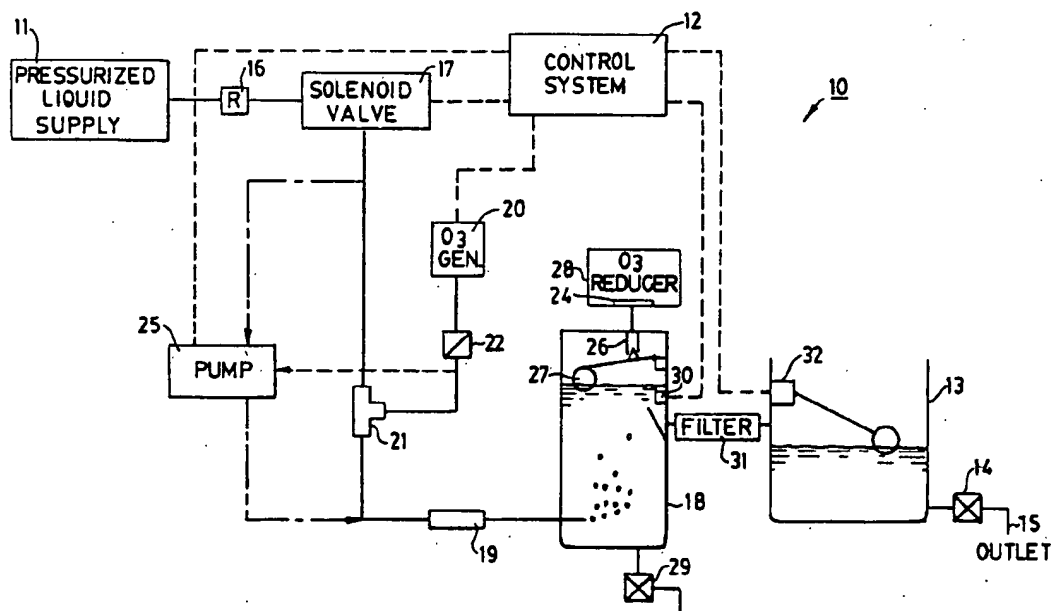 11
PRESSURIZED
LIQUID
SUPPLY
16
R
17
SOLENOID
VALVE
12
CONTROL
SYSTEM
10
20
O3
GEN.
22
25
PUMP
21
19
28
O3
REDUCER
24
26
27
30
18
29
FILTER
31
32
13
14
15
OUTLET